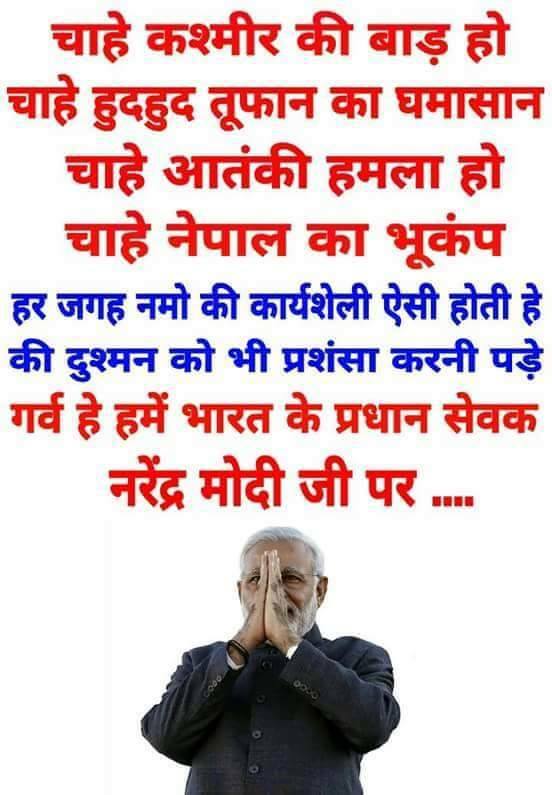 चाहे कश्मीर की बाड़ हो
चाहे हुदहुद तूफान का घमासान
चाहे आतंकी हमला हो
चाहे नेपाल का भूकंप
हर जगह नमो की कार्यशेली ऐसी होती हे
की दुश्मन को भी प्रशंसा करनी पड़े
गर्व हे हमें भारत के प्रधान सेवक
नरेंद्र मोदी जी पर ....